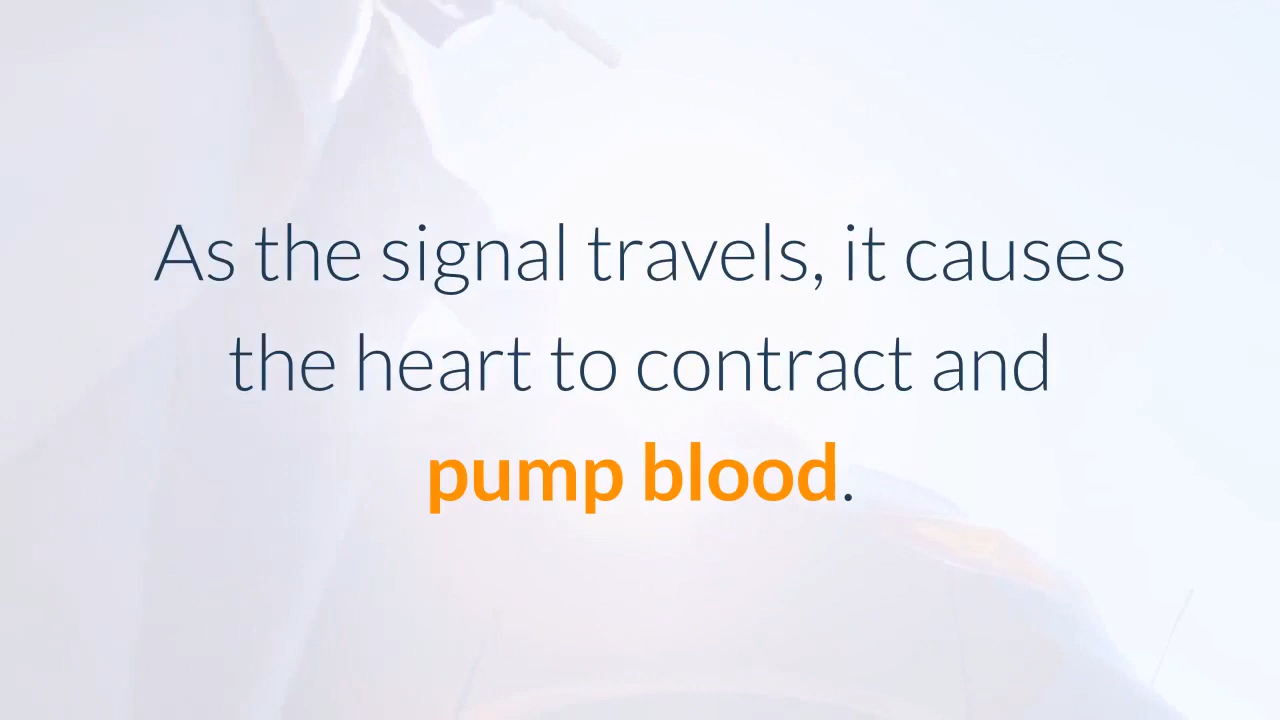 As the signal travels, it causes
the heart to contract and
pump blood.